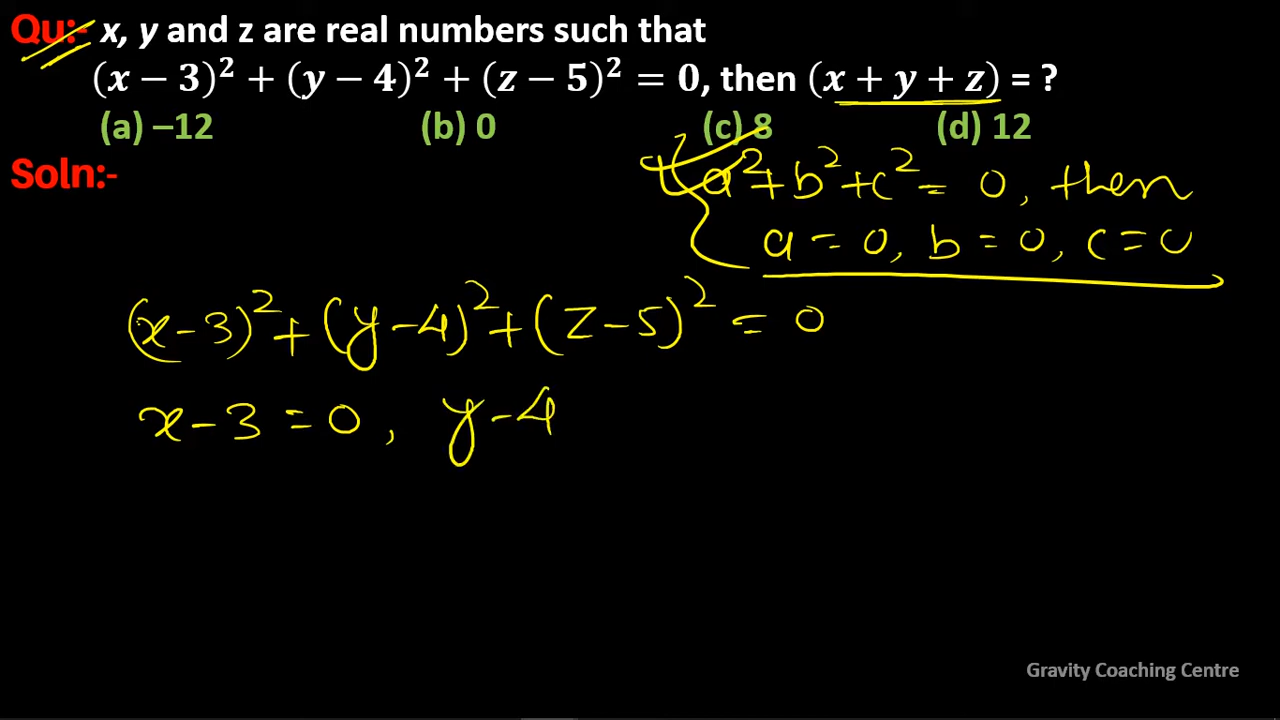 Qu:- x, y and z are real numbers such that
(x − 3)² + (y − 4)² + (z − 5)² = 0, then (x + y + z) = ?
(a) –12 (b) 0 (c) 8 (d) 12
Soln:-
a² + b² + c² = 0, then
a = 0, b = 0, c = 0
(x − 3)² + (y − 4)² + (z − 5)² = 0
x − 3 = 0, y − 4
Gravity Coaching Centre